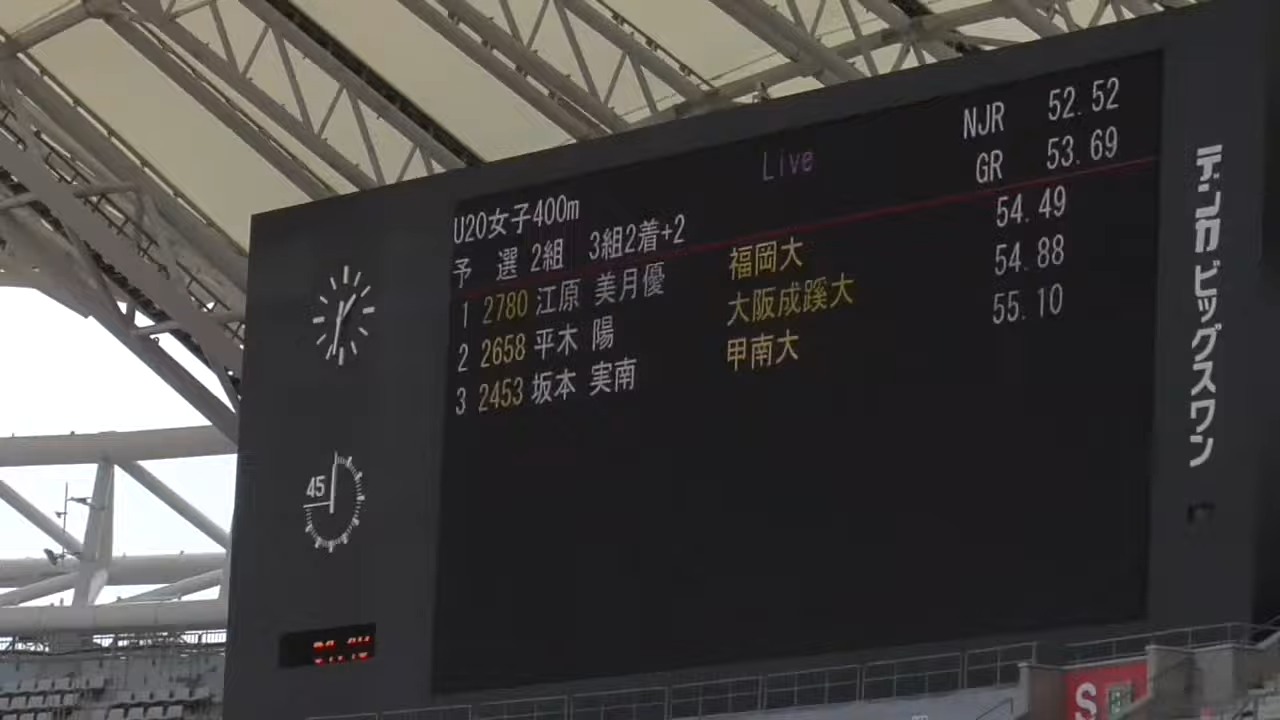 Live
NJR 52.52
GR 53.69
U20女子400m
予 選 2組 3組2着+2
1 2780 江原 美月優 福岡大 54.49
2 2658 平木 陽 大阪成蹊大 54.88
3 2453 坂本 実南 甲南大 55.10
45
デンカビッグスワン
S